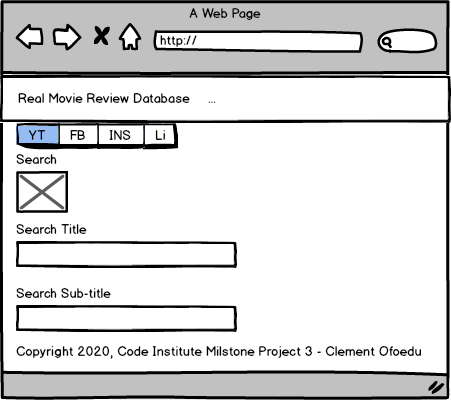 A Web Page
http://
Real Movie Review Database ...
YT FB INS Li
Search
Search Title
Search Sub-title
Copyright 2020, Code Institute Milstone Project 3 - Clement Ofoedu